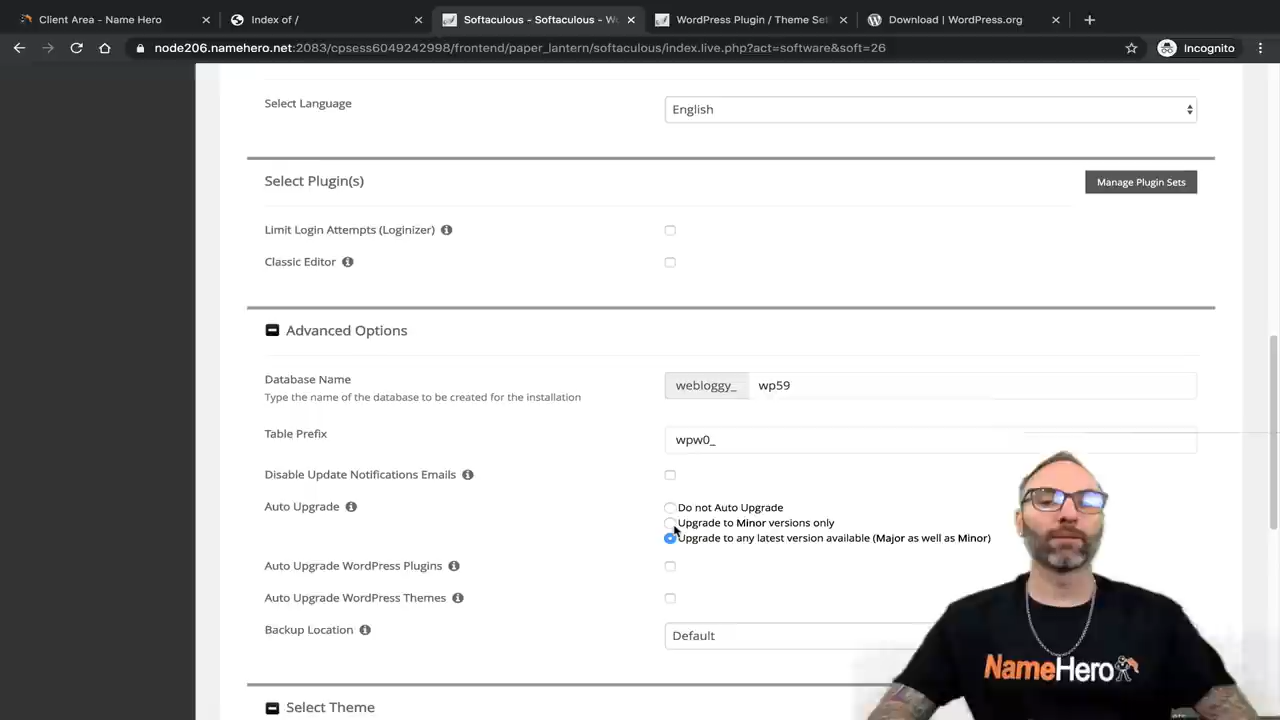 Client Area - Name Hero
Index of /
Softaculous - Softaculous - W
WordPress Plugin / Theme Set
Download | WordPress.org
node206.namehero.net:2083/cpsess6049242998/frontend/paper_lantern/softaculous/index.live.php?act=software&soft=26
Incognito
Select Language
English
Select Plugin(s)
Manage Plugin Sets
Limit Login Attempts (Loginizer)
Classic Editor
Advanced Options
Database Name
webloggy_ wp59
Type the name of the database to be created for the installation
Table Prefix
wpw0_
Disable Update Notifications Emails
Auto Upgrade
Do not Auto Upgrade
Upgrade to Minor versions only
Upgrade to any latest version available (Major as well as Minor)
Auto Upgrade WordPress Plugins
Auto Upgrade WordPress Themes
Backup Location
Default
NameHero
Select Theme